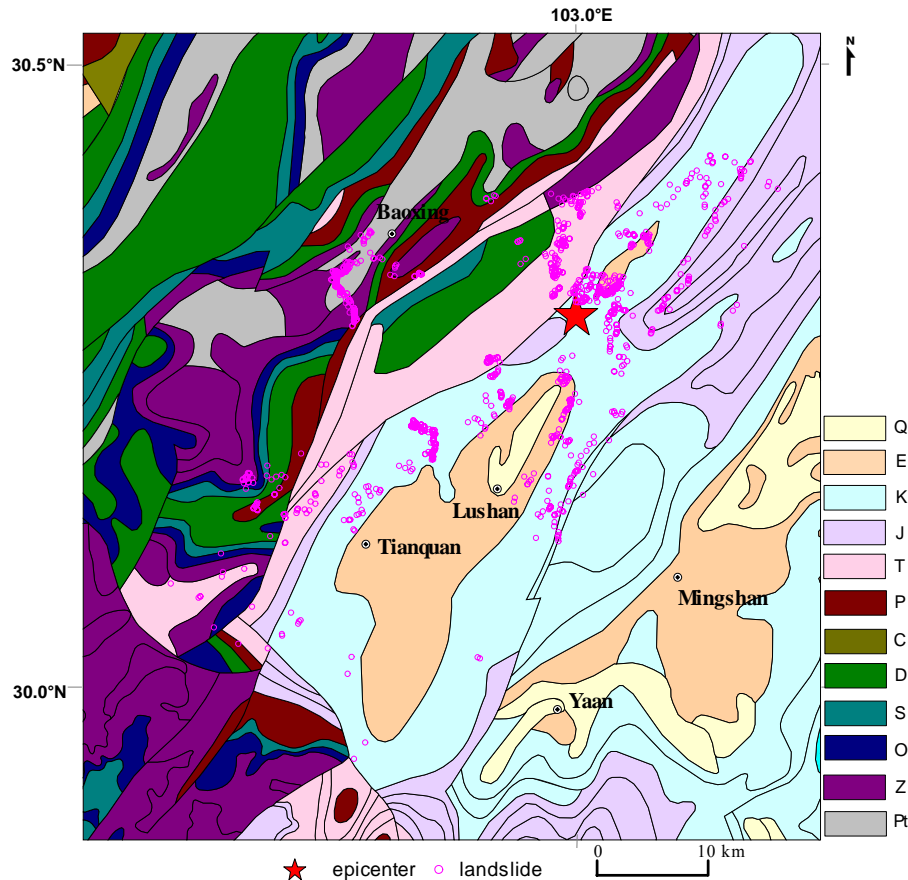 103.0°E
30.5°N
N
Baoxing
Lushan
Tianquan
Mingshan
Yaan
30.0°N
Q
E
K
J
T
P
C
D
S
O
Z
Pt
epicenter
landslide
0 10 km